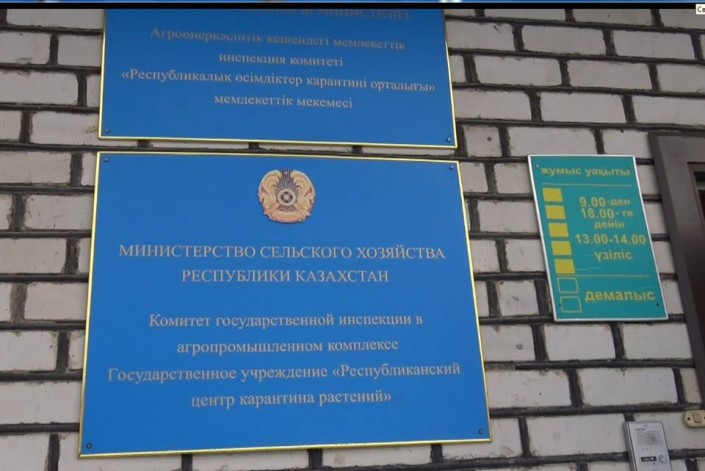 Агроөнеркәсіптік кешендегі мемлекеттік
инспекция комитеті
«Республикалық өсімдіктер карантині орталығы»
мемлекеттік мекемесі
МИНИСТЕРСТВО СЕЛЬСКОГО ХОЗЯЙСТВА
РЕСПУБЛИКИ КАЗАХСТАН
Комитет государственной инспекции в
агропромышленном комплексе
Государственное учреждение «Республиканский
центр карантина растений»
жұмыс уақыты
9.00-ден
18.00-ге
дейін
13.00-14.00
үзіліс
демалыс